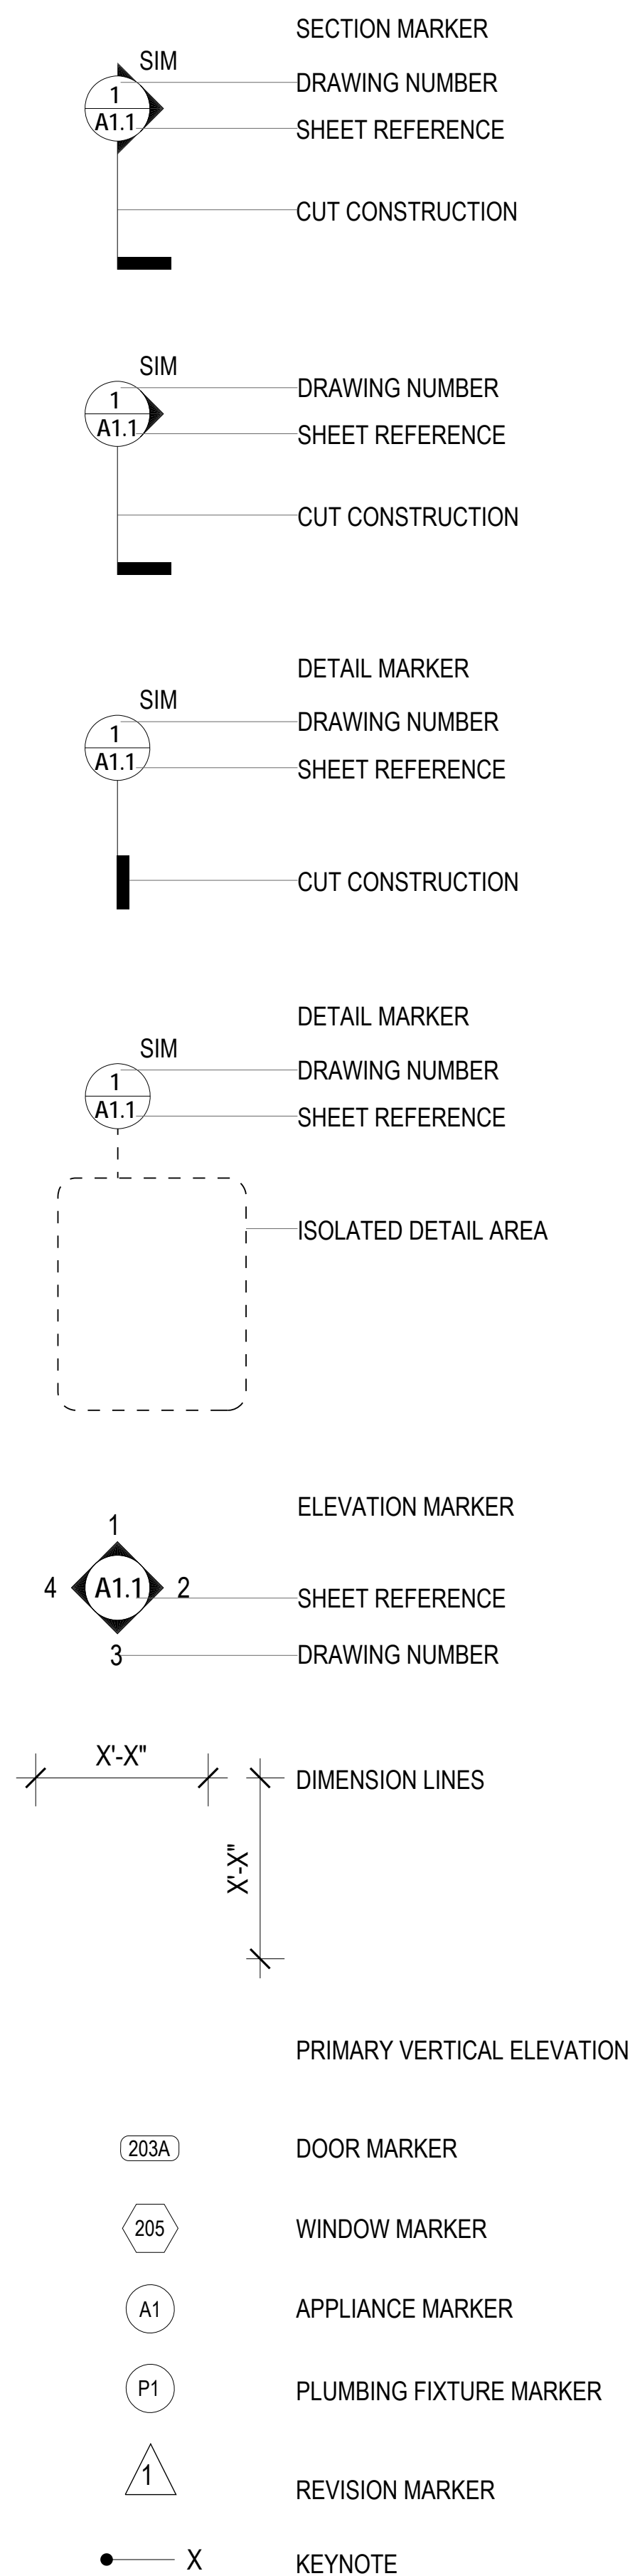 SECTION MARKER
SIM
1
DRAWING NUMBER
A1.1
SHEET REFERENCE
CUT CONSTRUCTION
SIM
1
DRAWING NUMBER
A1.1
SHEET REFERENCE
CUT CONSTRUCTION
DETAIL MARKER
SIM
1
DRAWING NUMBER
A1.1
SHEET REFERENCE
CUT CONSTRUCTION
DETAIL MARKER
SIM
1
DRAWING NUMBER
A1.1
SHEET REFERENCE
ISOLATED DETAIL AREA
ELEVATION MARKER
1
4 A1.1 2
SHEET REFERENCE
3
DRAWING NUMBER
X'-X"
DIMENSION LINES
X'-X"
PRIMARY VERTICAL ELEVATION
203A DOOR MARKER
205 WINDOW MARKER
A1 APPLIANCE MARKER
P1 PLUMBING FIXTURE MARKER
1 REVISION MARKER
X KEYNOTE